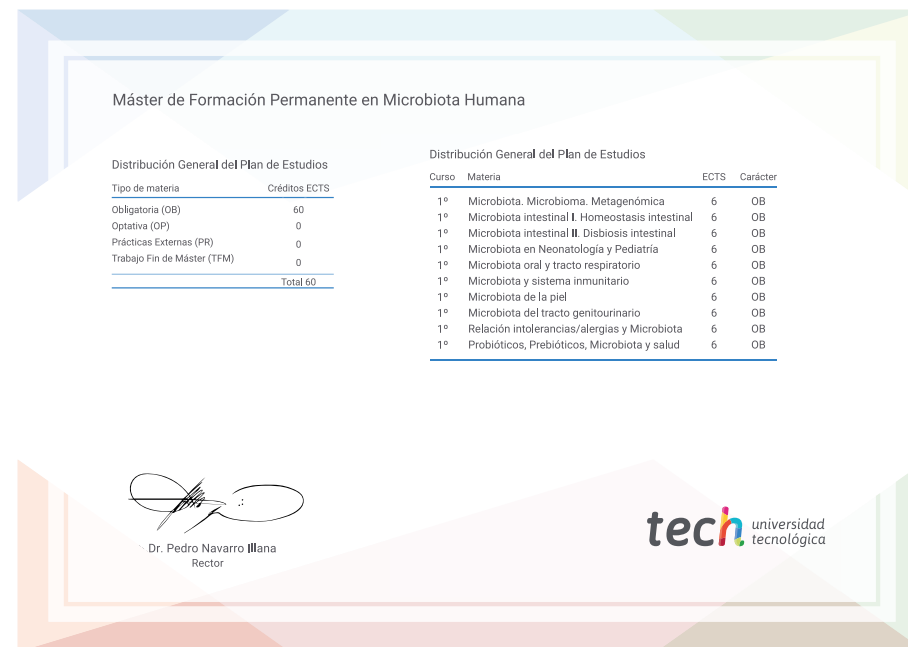 Máster de Formación Permanente en Microbiota Humana
Distribución General del Plan de Estudios
Tipo de materia Créditos ECTS
Obligatoria (OB) 60
Optativa (OP) 0
Prácticas Externas (PR) 0
Trabajo Fin de Máster (TFM) 0
Total 60
Distribución General del Plan de Estudios
Curso Materia ECTS Carácter
1º Microbiota. Microbioma. Metagenómica 6 OB
1º Microbiota intestinal I. Homeostasis intestinal 6 OB
1º Microbiota intestinal II. Disbiosis intestinal 6 OB
1º Microbiota en Neonatología y Pediatría 6 OB
1º Microbiota oral y tracto respiratorio 6 OB
1º Microbiota y sistema inmunitario 6 OB
1º Microbiota de la piel 6 OB
1º Microbiota del tracto genitourinario 6 OB
1º Relación intolerancias/alergias y Microbiota 6 OB
1º Probióticos, Prebióticos, Microbiota y salud 6 OB
Dr. Pedro Navarro Illana
Rector
tech universidad
tecnológica